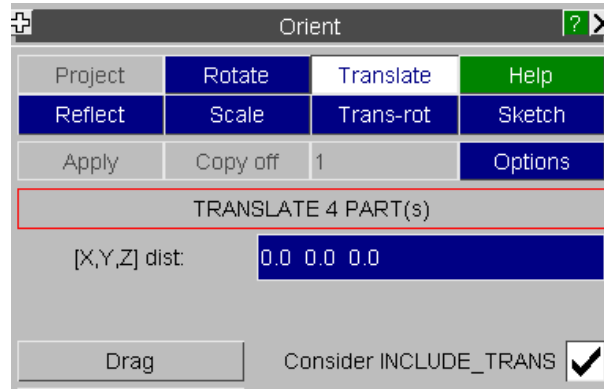 Orient ? X
Project Rotate Translate Help
Reflect Scale Trans-rot Sketch
Apply Copy off 1 Options
TRANSLATE 4 PART(s)
[X,Y,Z] dist: 0.0 0.0 0.0
Drag Consider INCLUDE_TRANS